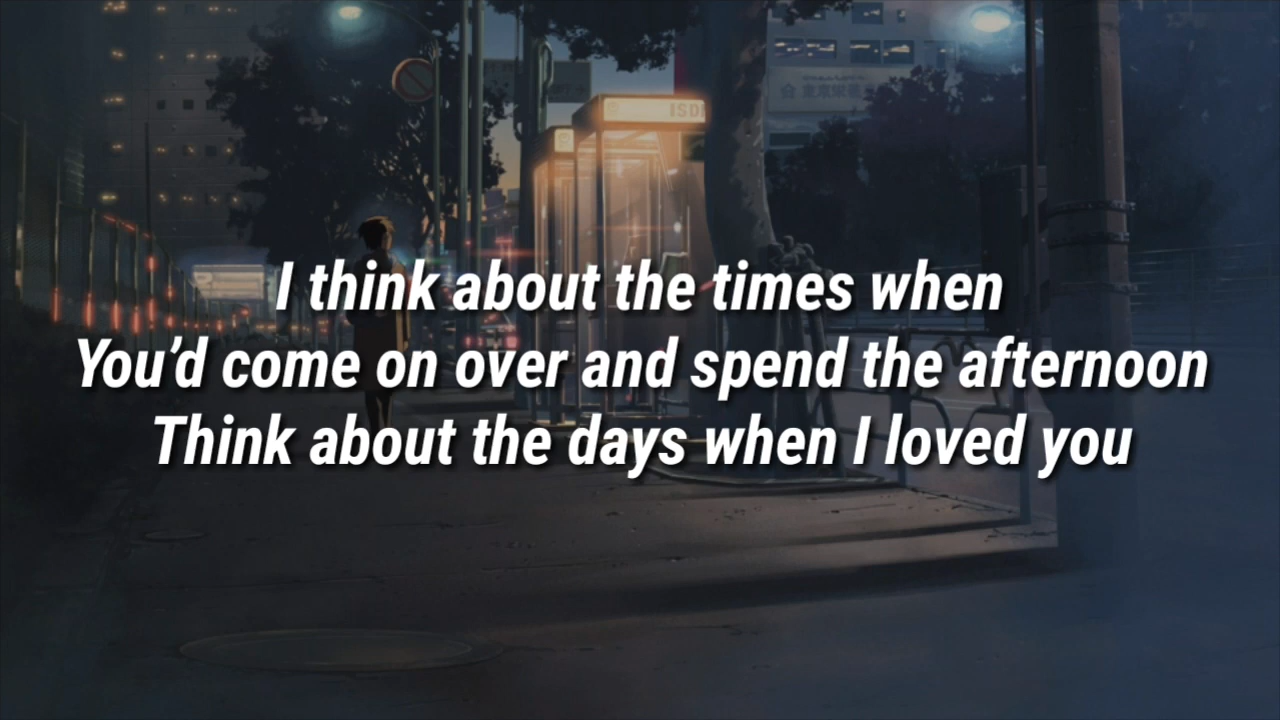 ISD
I think about the times when
You’d come on over and spend the afternoon
Think about the days when I loved you